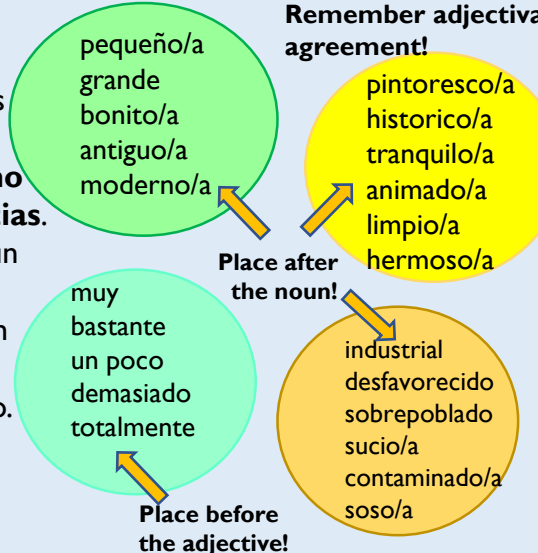 Remember adjectiva
agreement!
pequeño/a
grande
bonito/a
antiguo/a
moderno/a
pintoresco/a
historico/a
tranquilo/a
animado/a
limpio/a
hermoso/a
Place after
the noun!
muy
bastante
un poco
demasiado
totalmente
industrial
desfavorecido
sobrepoblado
sucio/a
contaminado/a
soso/a
Place before
the adjective!